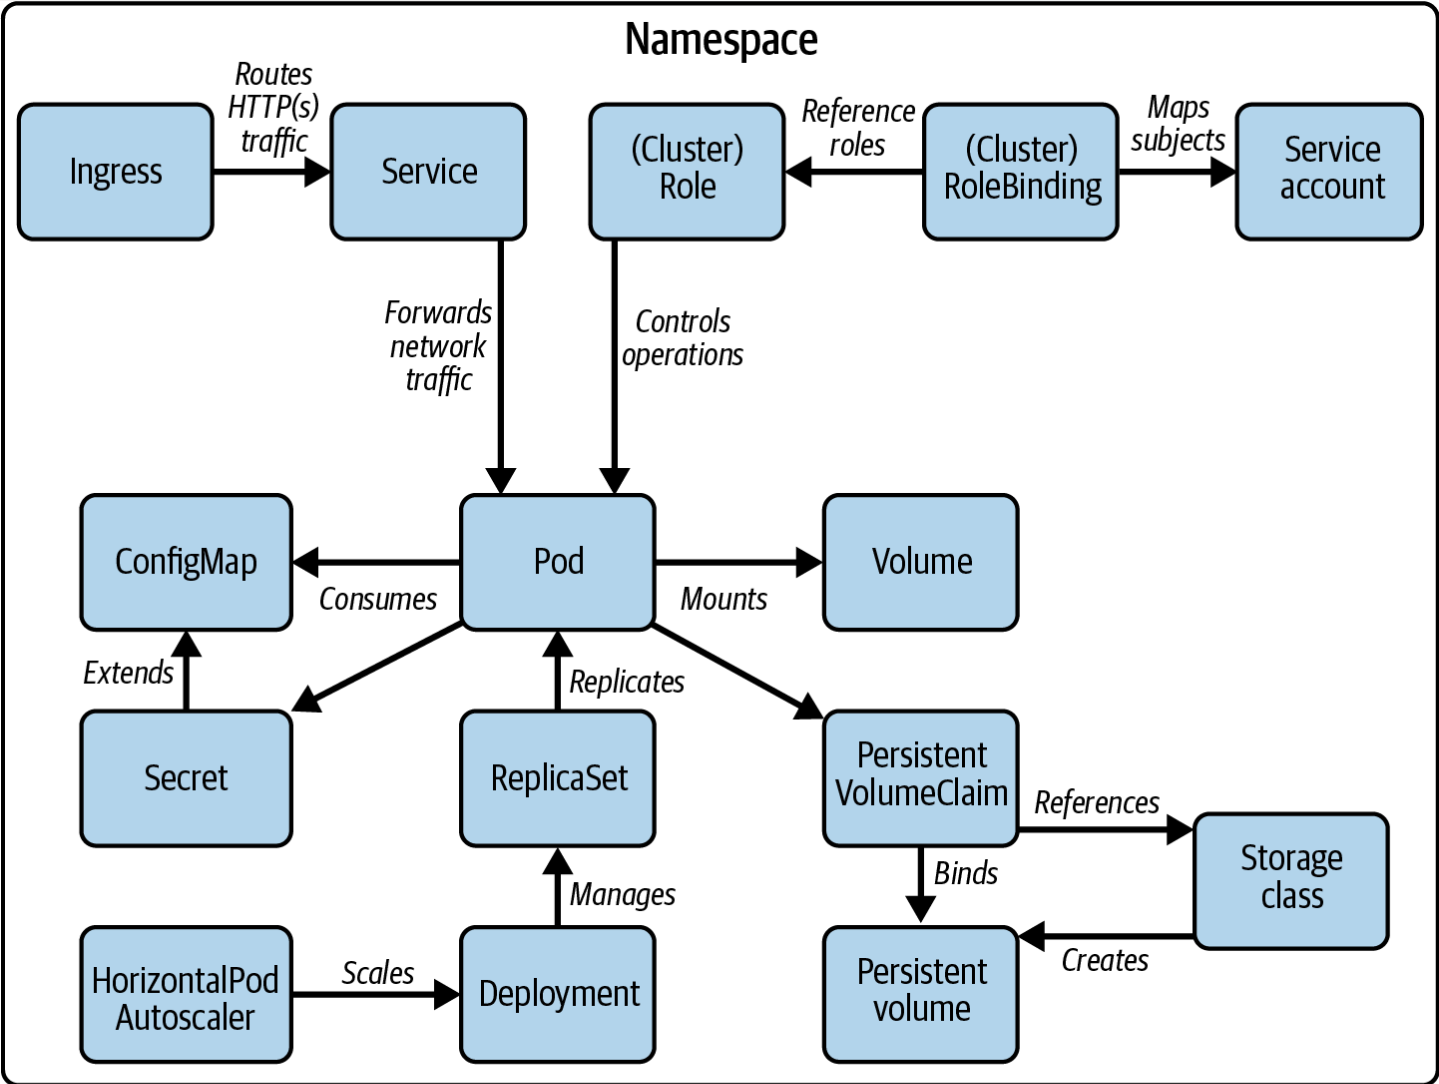 Namespace
Routes
HTTP(s)
traffic
Ingress
Service
(Cluster)
Role
Reference
roles
(Cluster)
RoleBinding
Maps
subjects
Service
account
Forwards
network
traffic
Controls
operations
ConfigMap
Consumes
Pod
Mounts
Volume
Extends
Replicates
Secret
ReplicaSet
Persistent
VolumeClaim
References
Storage
class
Manages
Binds
HorizontalPod
Autoscaler
Scales
Deployment
Persistent
volume
Creates